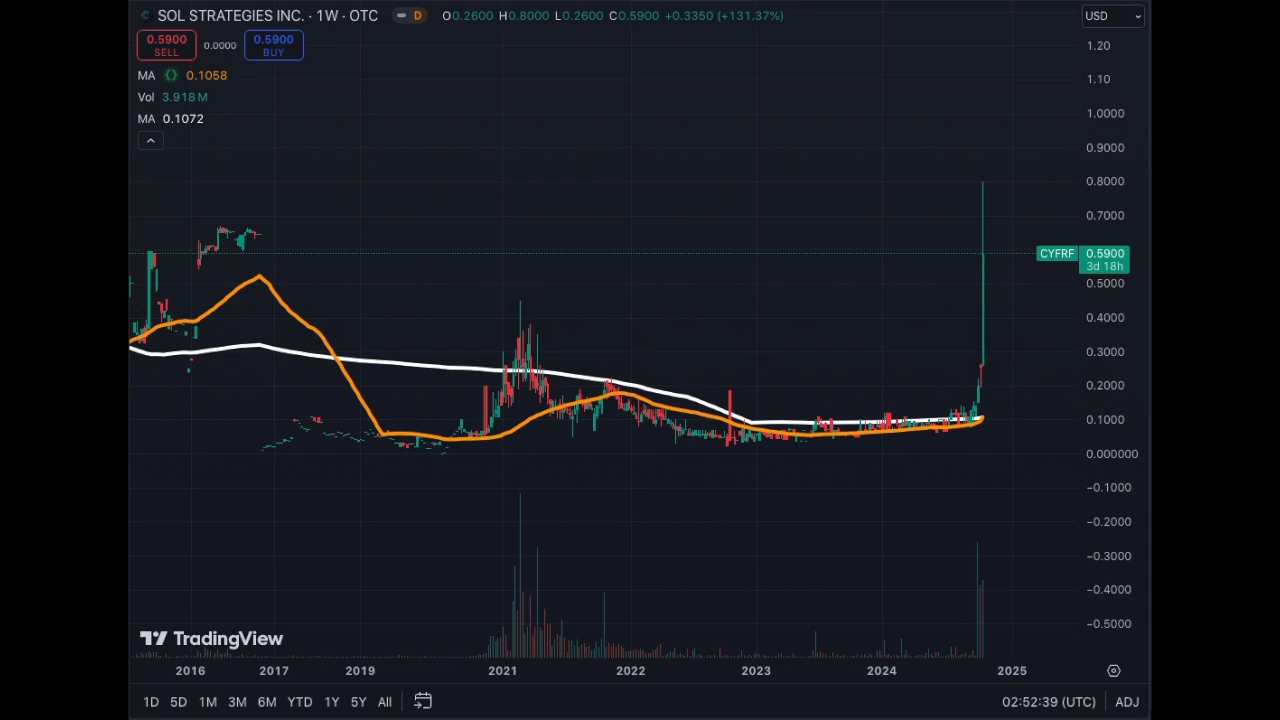 SOL STRATEGIES INC. · 1W · OTC D O0.2600 H0.8000 L0.2600 C0.5900 +0.3350 (+131.37%) USD
0.5900 SELL 0.0000 0.5900 BUY
MA 0.1058
Vol 3.918 M
MA 0.1072
1.20
1.10
1.0000
0.9000
0.8000
0.7000
CYFRF 0.5900
3d 18h
0.5000
0.4000
0.3000
0.2000
0.1000
0.000000
−0.1000
−0.2000
−0.3000
−0.4000
−0.5000
TradingView
2016 2017 2019 2021 2022 2023 2024 2025
1D 5D 1M 3M 6M YTD 1Y 5Y All 02:52:39 (UTC) ADJ